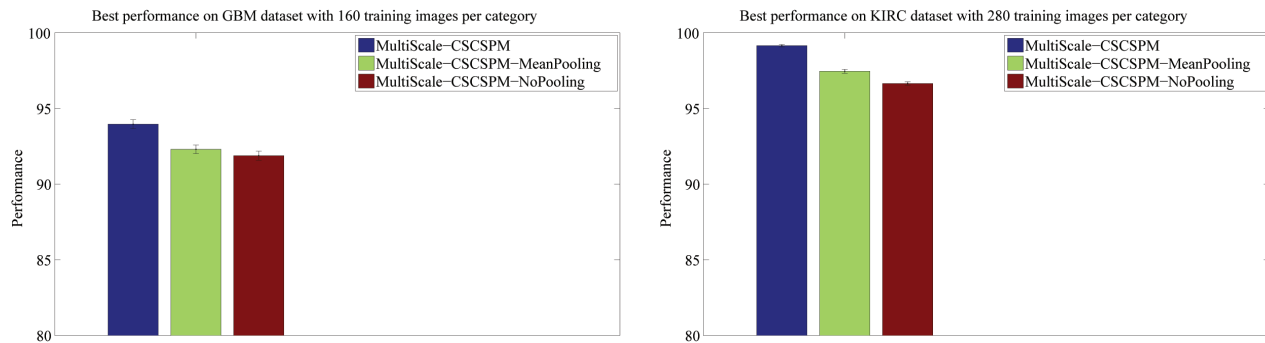 Best performance on GBM dataset with 160 training images per category
100
95
90
85
80
Performance
MultiScale−CSCSPM
MultiScale−CSCSPM−MeanPooling
MultiScale−CSCSPM−NoPooling
Best performance on KIRC dataset with 280 training images per category
100
95
90
85
80
Performance
MultiScale−CSCSPM
MultiScale−CSCSPM−MeanPooling
MultiScale−CSCSPM−NoPooling